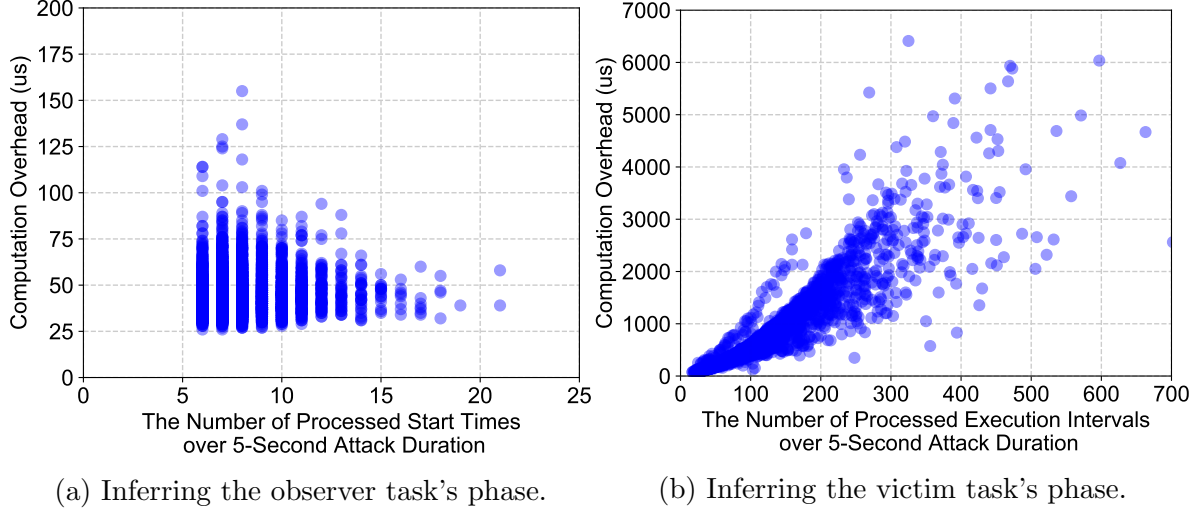 200
175
150
125
100
75
50
25
0
0 5 10 15 20 25
Computation Overhead (us)
The Number of Processed Start Times
over 5-Second Attack Duration
(a) Inferring the observer task's phase.
7000
6000
5000
4000
3000
2000
1000
0
0 100 200 300 400 500 600 700
Computation Overhead (us)
The Number of Processed Execution Intervals
over 5-Second Attack Duration
(b) Inferring the victim task's phase.